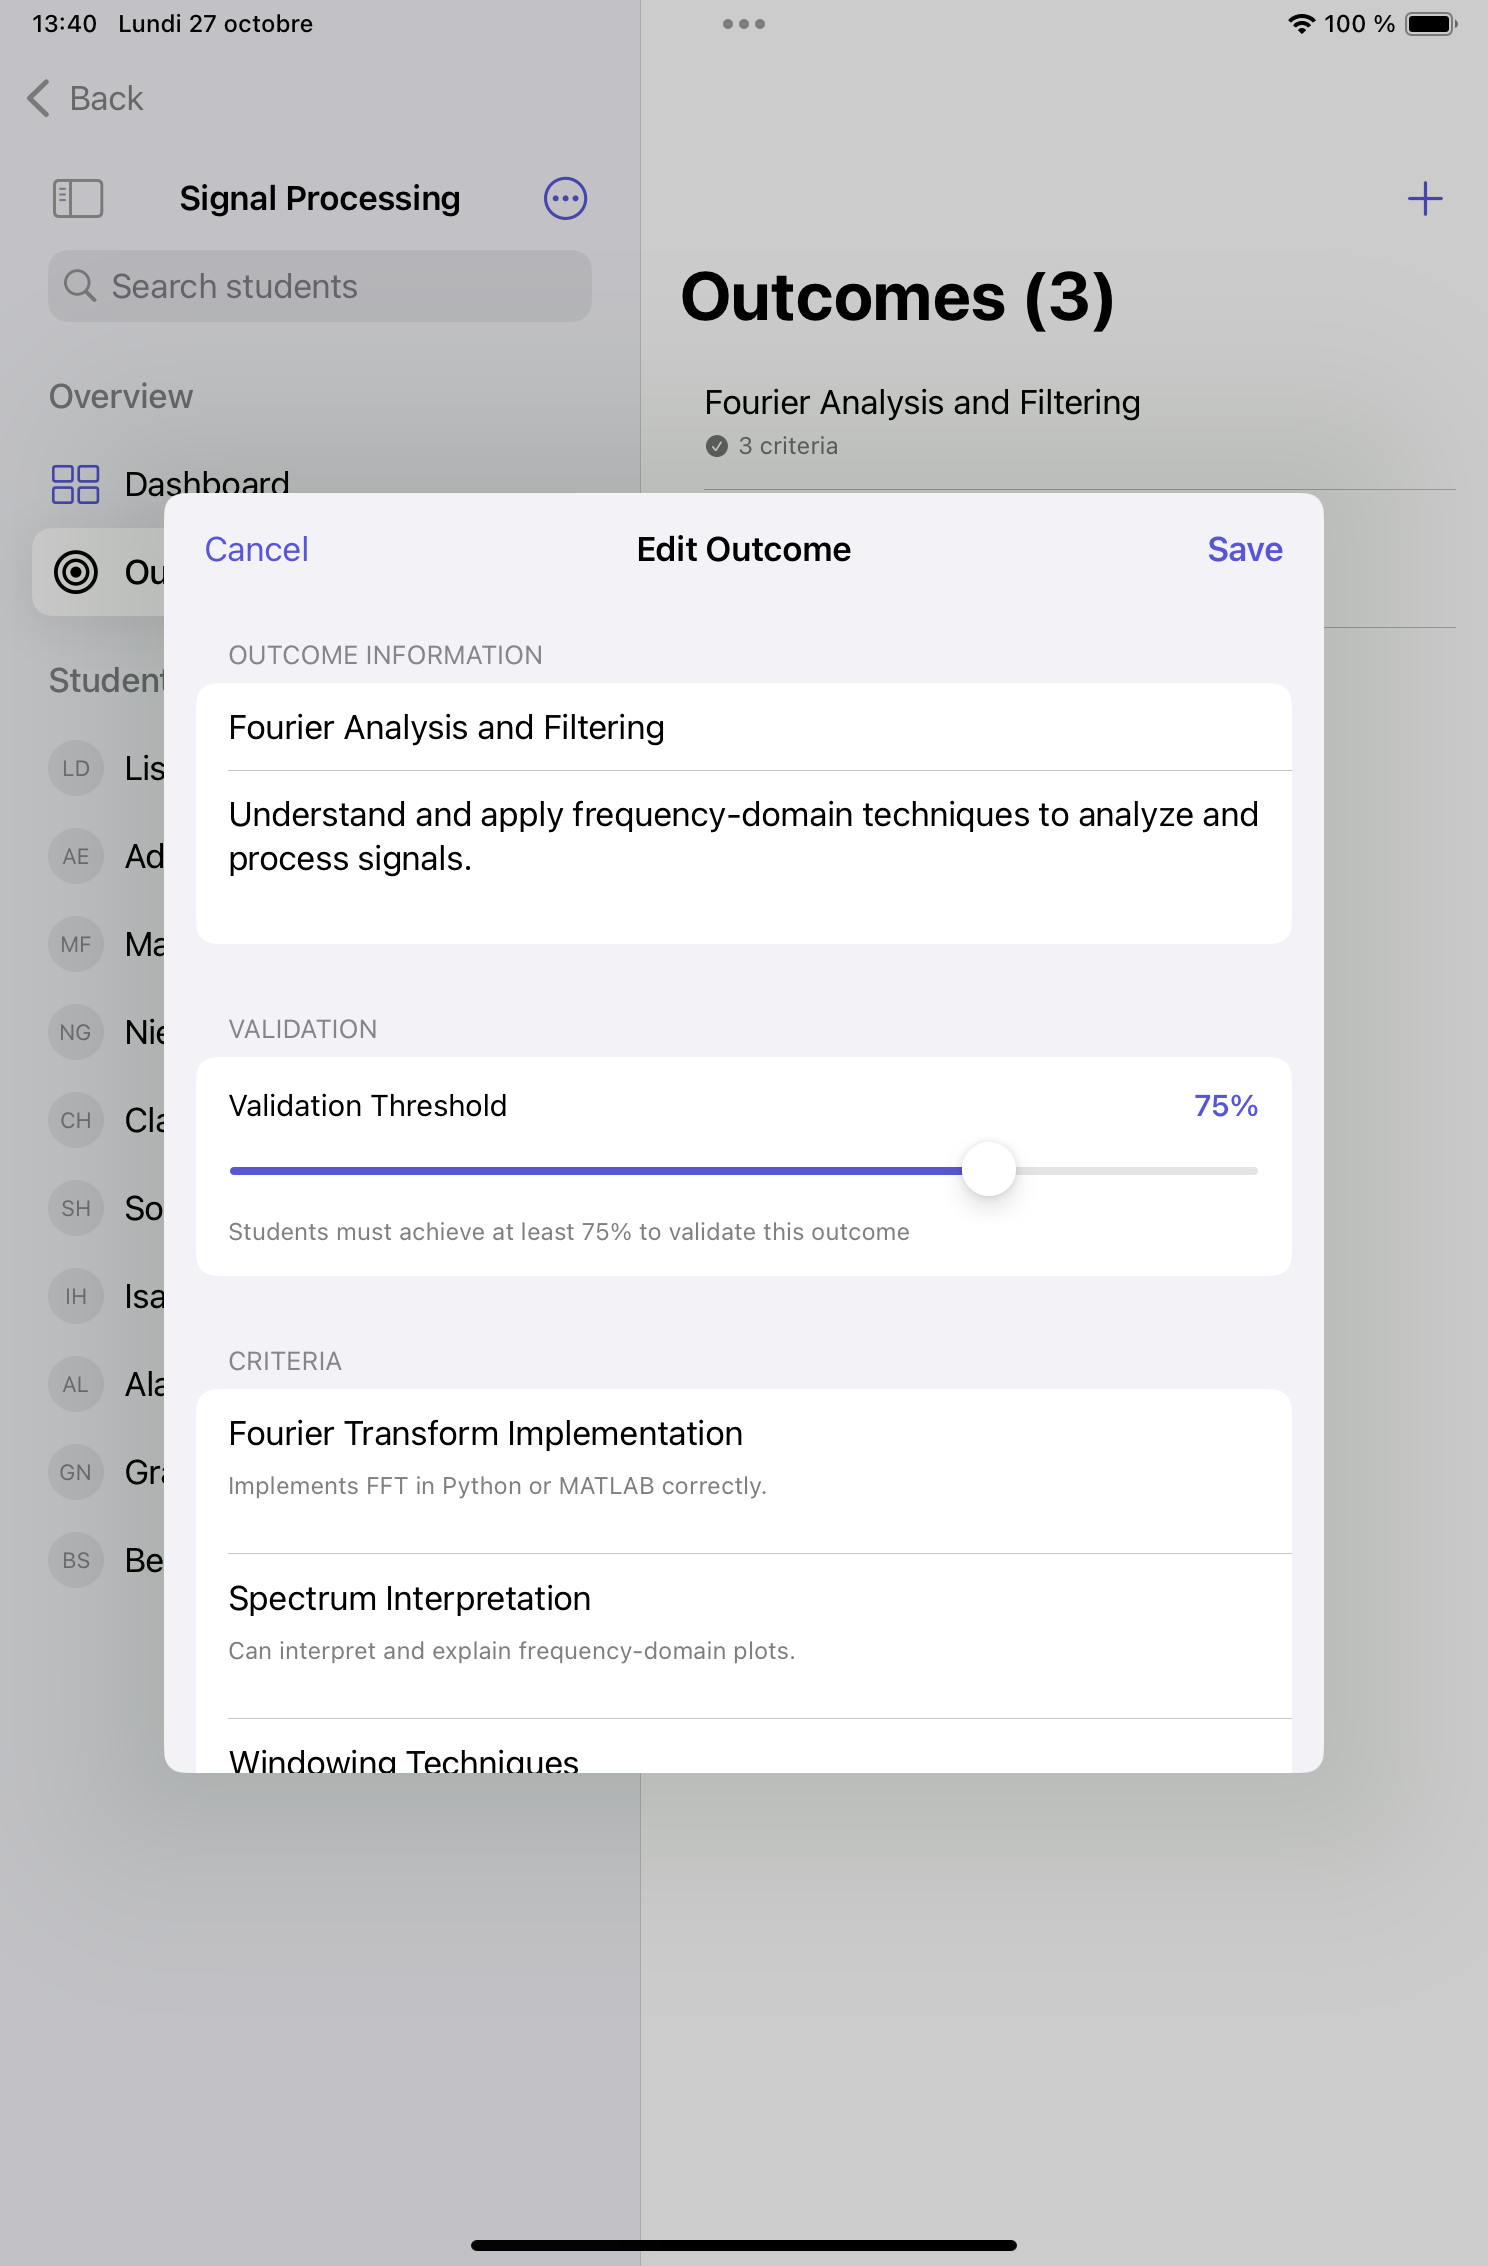 13:40 Lundi 27 octobre
100 %
Back
Signal Processing
Search students
Overview
Dashboard
Ou
Student
LD Lis
AE Ad
MF Ma
NG Nie
CH Cla
SH So
IH Isa
AL Ala
GN Gra
BS Be
Outcomes (3)
Fourier Analysis and Filtering
3 criteria
Cancel
Edit Outcome
Save
OUTCOME INFORMATION
Fourier Analysis and Filtering
Understand and apply frequency-domain techniques to analyze and
process signals.
VALIDATION
Validation Threshold
75%
Students must achieve at least 75% to validate this outcome
CRITERIA
Fourier Transform Implementation
Implements FFT in Python or MATLAB correctly.
Spectrum Interpretation
Can interpret and explain frequency-domain plots.
Windowing Techniques